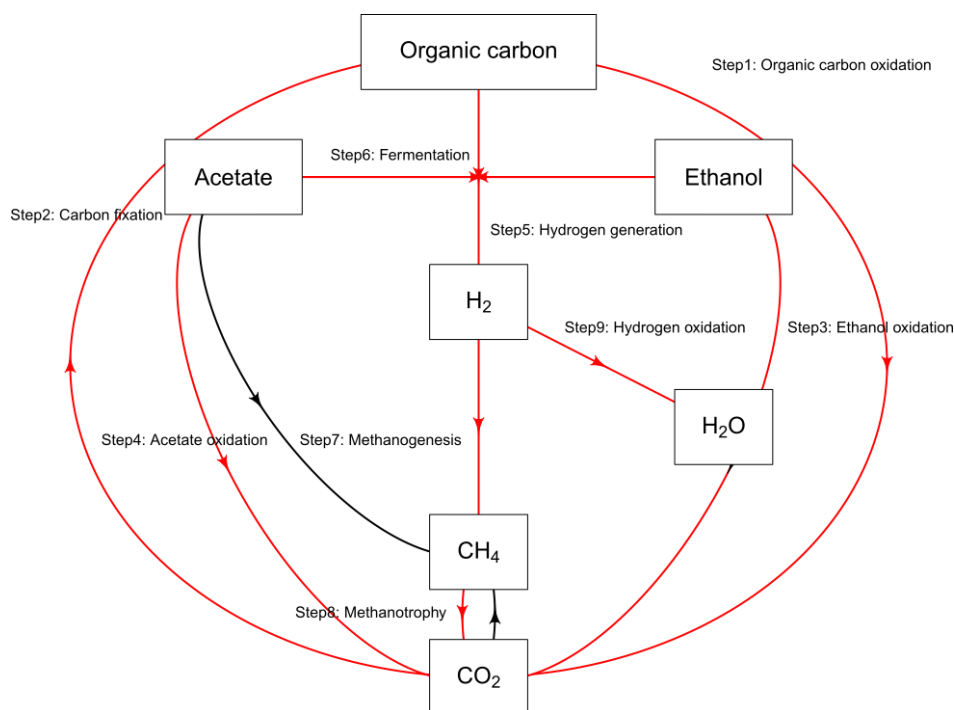 Organic carbon
Step1: Organic carbon oxidation
Step6: Fermentation
Acetate
Ethanol
Step2: Carbon fixation
Step5: Hydrogen generation
H₂
Step9: Hydrogen oxidation
Step3: Ethanol oxidation
H₂O
Step4: Acetate oxidation
Step7: Methanogenesis
CH₄
Step8: Methanotrophy
CO₂